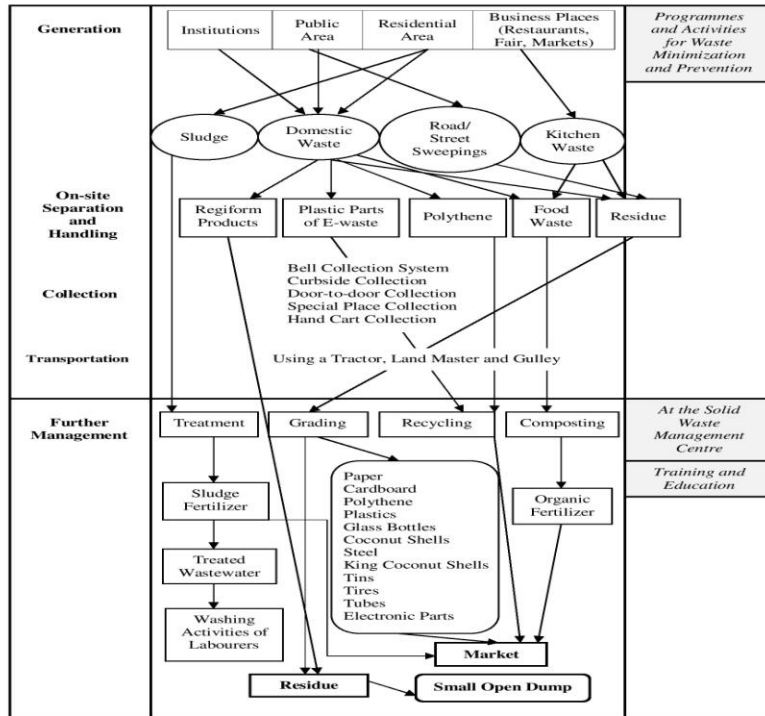 Generation
Institutions
Public
Area
Residential
Area
Business Places
(Restaurants,
Fair, Markets)
Programmes
and Activities
for Waste
Minimization
and Prevention
Sludge
Domestic
Waste
Road/
Street
Sweepings
Kitchen
Waste
On-site
Separation
and
Handling
Regiform
Products
Plastic Parts
of E-waste
Polythene
Food
Waste
Residue
Collection
Bell Collection System
Curbside Collection
Door-to-door Collection
Special Place Collection
Hand Cart Collection
Transportation
Using a Tractor, Land Master and Gulley
Further
Management
Treatment
Grading
Recycling
Composting
At the Solid
Waste
Management
Centre
Training and
Education
Sludge
Fertilizer
Paper
Cardboard
Polythene
Plastics
Glass Bottles
Coconut Shells
Steel
King Coconut Shells
Tins
Tires
Tubes
Electronic Parts
Organic
Fertilizer
Treated
Wastewater
Washing
Activities of
Labourers
Market
Residue
Small Open Dump